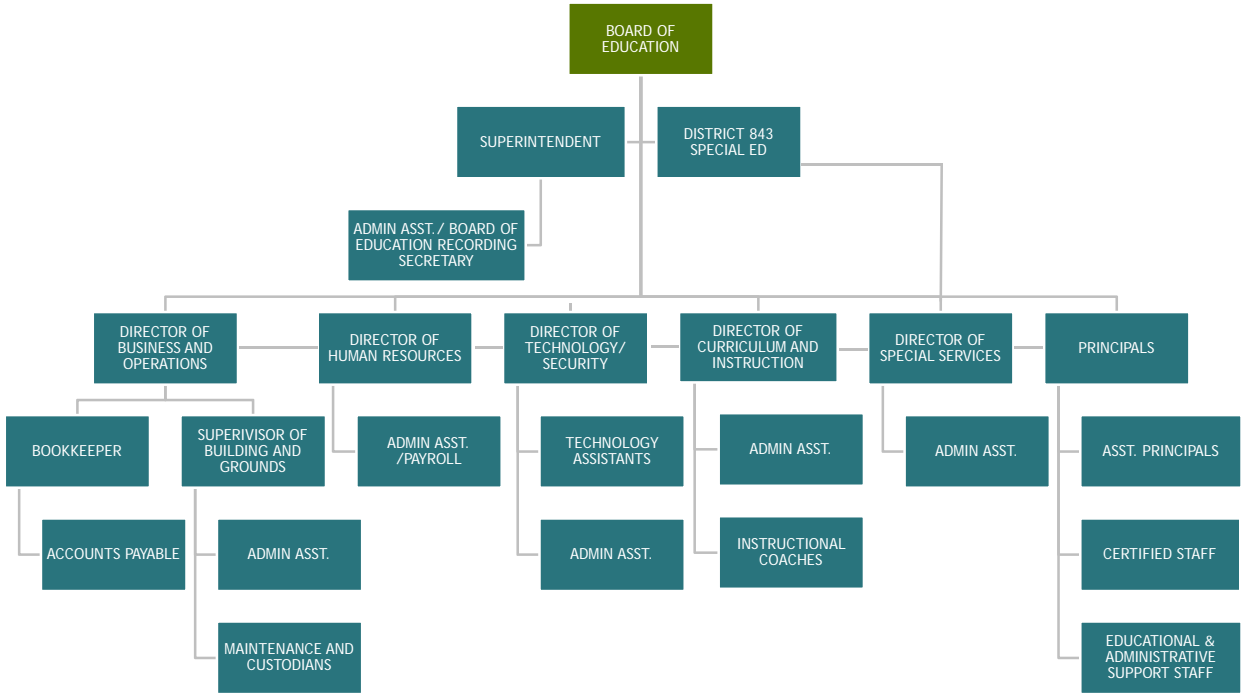 BOARD OF
EDUCATION
SUPERINTENDENT
DISTRICT 843
SPECIAL ED
ADMIN ASST./ BOARD OF
EDUCATION RECORDING
SECRETARY
DIRECTOR OF
BUSINESS AND
OPERATIONS
DIRECTOR OF
HUMAN RESOURCES
DIRECTOR OF
TECHNOLOGY/
SECURITY
DIRECTOR OF
CURRICULUM AND
INSTRUCTION
DIRECTOR OF
SPECIAL SERVICES
PRINCIPALS
BOOKKEEPER
SUPERIVISOR OF
BUILDING AND
GROUNDS
ADMIN ASST.
/PAYROLL
TECHNOLOGY
ASSISTANTS
ADMIN ASST.
ADMIN ASST.
ASST. PRINCIPALS
ACCOUNTS PAYABLE
ADMIN ASST.
ADMIN ASST.
INSTRUCTIONAL
COACHES
CERTIFIED STAFF
MAINTENANCE AND
CUSTODIANS
EDUCATIONAL &
ADMINISTRATIVE
SUPPORT STAFF